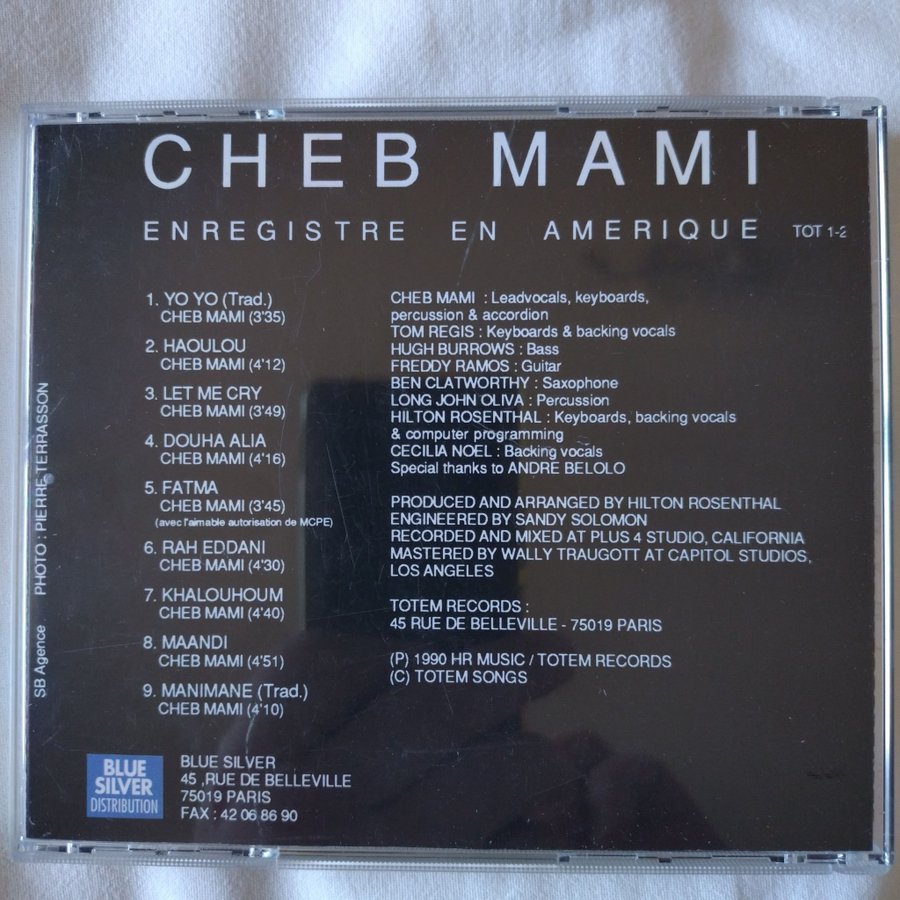 CHEB MAMI
ENREGISTRE EN AMERIQUE TOT 1-2
1. YO YO (Trad.)
CHEB MAMI (3'35)
2. HAOULOU
CHEB MAMI (4'12)
3. LET ME CRY
CHEB MAMI (3'49)
4. DOUHA ALIA
CHEB MAMI (4'16)
5. FATMA
CHEB MAMI (3'45)
(avec l'aimable autorisation de MCPE)
6. RAH EDDANI
CHEB MAMI (4'30)
7. KHALOUHOUM
CHEB MAMI (4'40)
8. MAANDI
CHEB MAMI (4'51)
9. MANIMANE (Trad.)
CHEB MAMI (4'10)
CHEB MAMI : Leadvocals, keyboards,
percussion & accordion
TOM REGIS : Keyboards & backing vocals
HUGH BURROWS : Bass
FREDDY RAMOS : Guitar
BEN CLATWORTHY : Saxophone
LONG JOHN OLIVA : Percussion
HILTON ROSENTHAL : Keyboards, backing vocals
& computer programming
CECILIA NOEL : Backing vocals
Special thanks to ANDRE BELOLO
PRODUCED AND ARRANGED BY HILTON ROSENTHAL
ENGINEERED BY SANDY SOLOMON
RECORDED AND MIXED AT PLUS 4 STUDIO, CALIFORNIA
MASTERED BY WALLY TRAUGOTT AT CAPITOL STUDIOS,
LOS ANGELES
TOTEM RECORDS :
45 RUE DE BELLEVILLE - 75019 PARIS
(P) 1990 HR MUSIC / TOTEM RECORDS
(C) TOTEM SONGS
SB Agence PHOTO : PIERRE TERRASSON
BLUE
SILVER
DISTRIBUTION
BLUE SILVER
45 ,RUE DE BELLEVILLE
75019 PARIS
FAX : 42 06 86 90